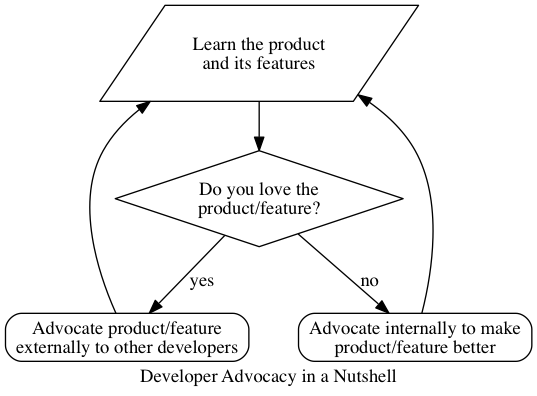 Learn the product
and its features
Do you love the
product/feature?
yes
no
Advocate product/feature
externally to other developers
Advocate internally to make
product/feature better
Developer Advocacy in a Nutshell